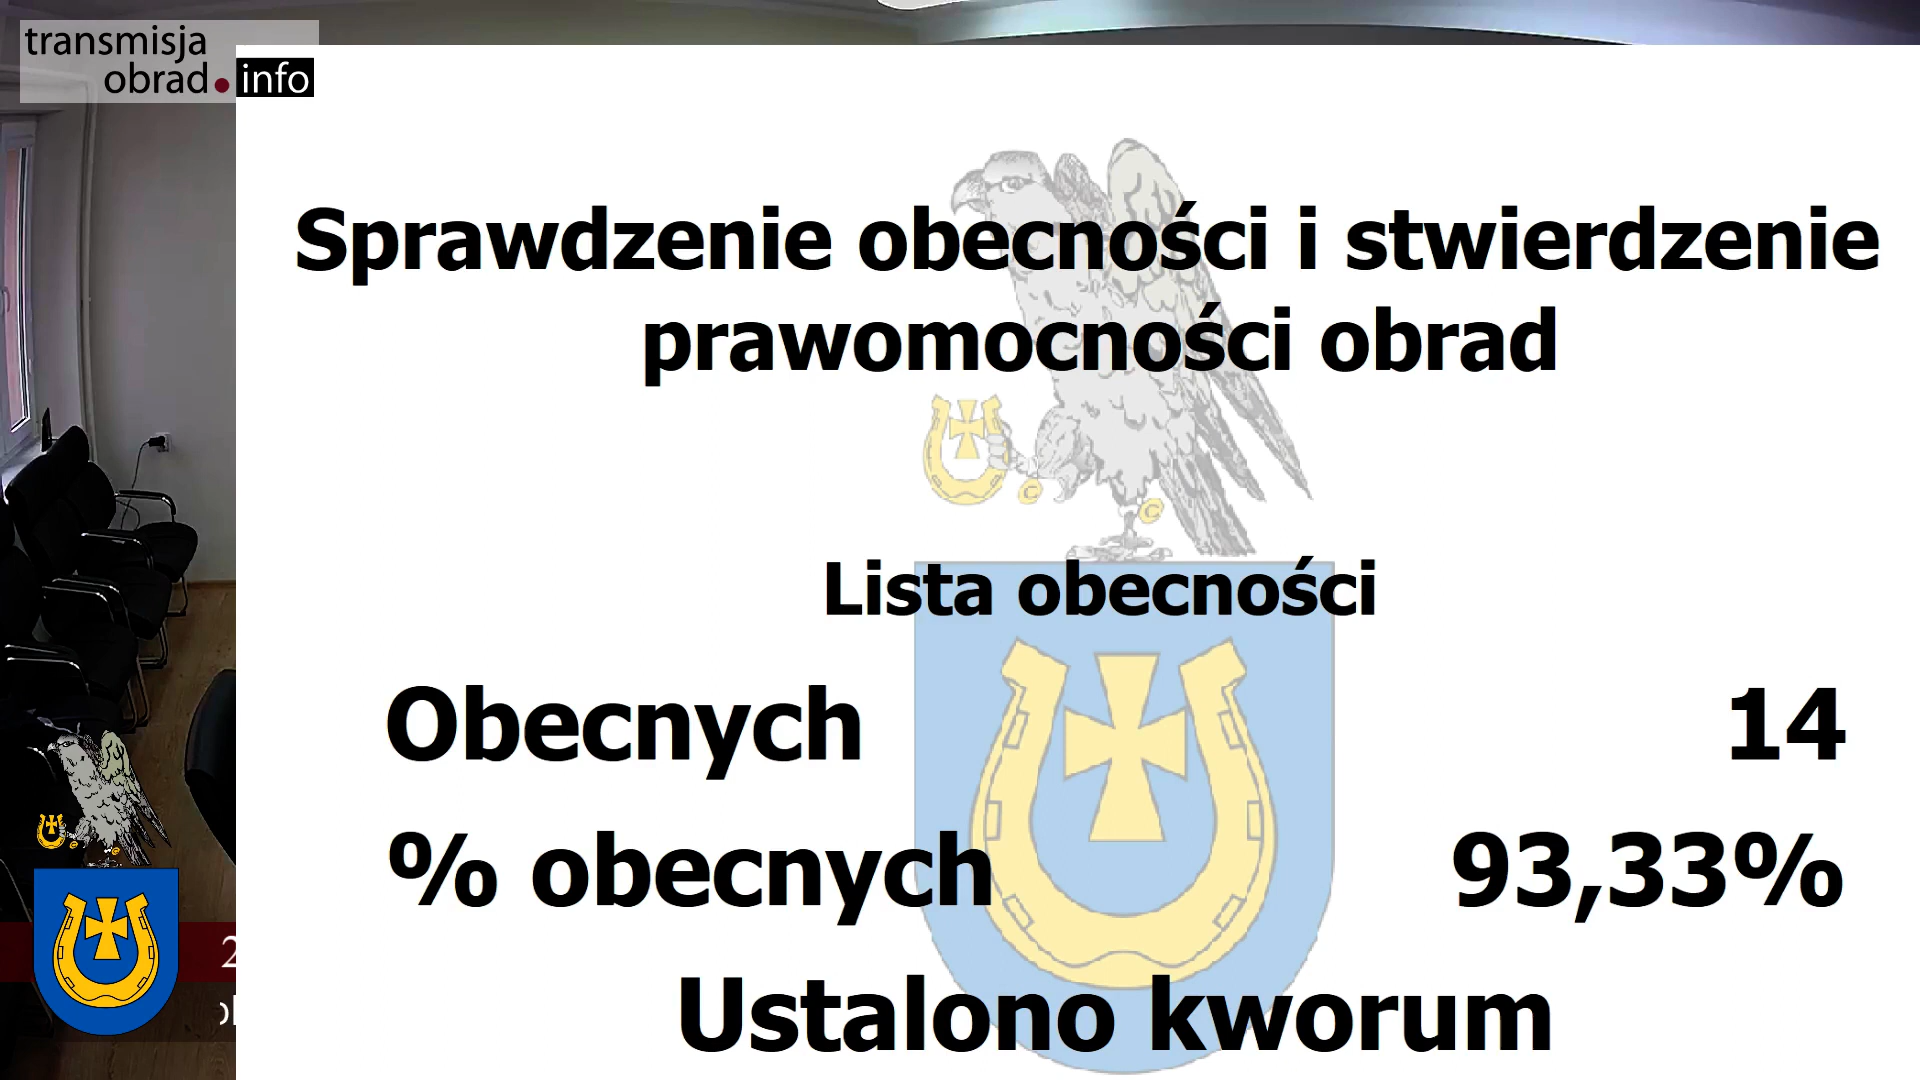 transmisja
obrad.info
Sprawdzenie obecności i stwierdzenie
prawomocności obrad
Lista obecności
Obecnych 14
% obecnych 93,33%
Ustalono kworum